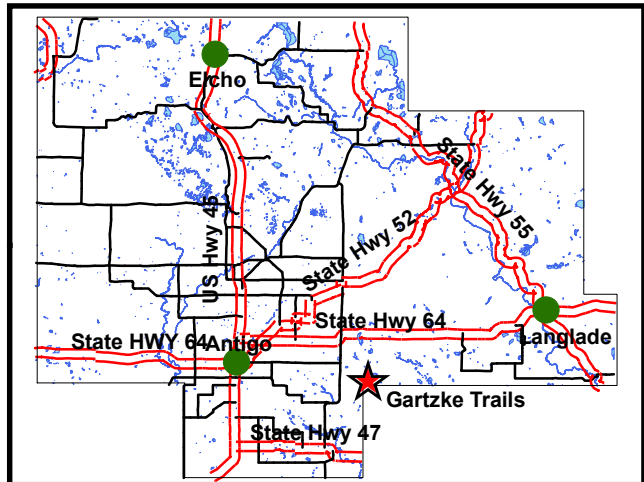 Elcho
US Hwy 45
State Hwy 55
State Hwy 52
State Hwy 64
State HWY 64
Antigo
Langlade
Gartzke Trails
State Hwy 47